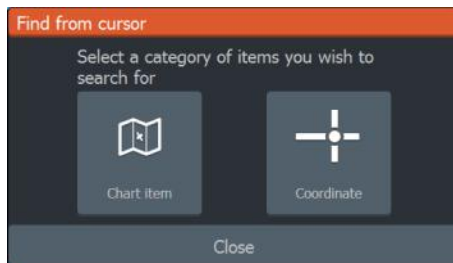 Find from cursor
Select a category of items you wish to
search for
Chart item
Coordinate
Close